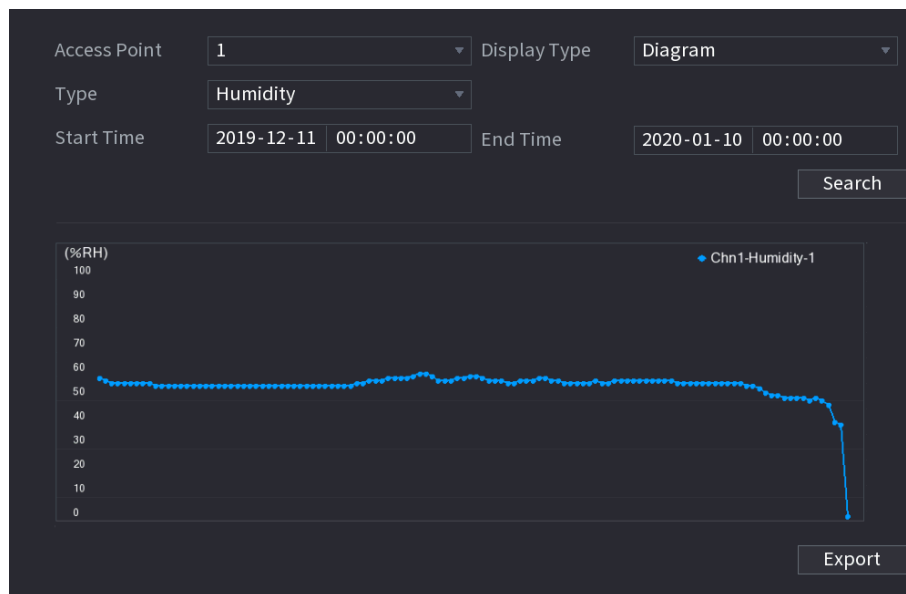 Access Point 1 Display Type Diagram
Type Humidity
Start Time 2019-12-11 00:00:00 End Time 2020-01-10 00:00:00
Search
(%RH)
Chn1-Humidity-1
100
90
80
70
60
50
40
30
20
10
0
Export